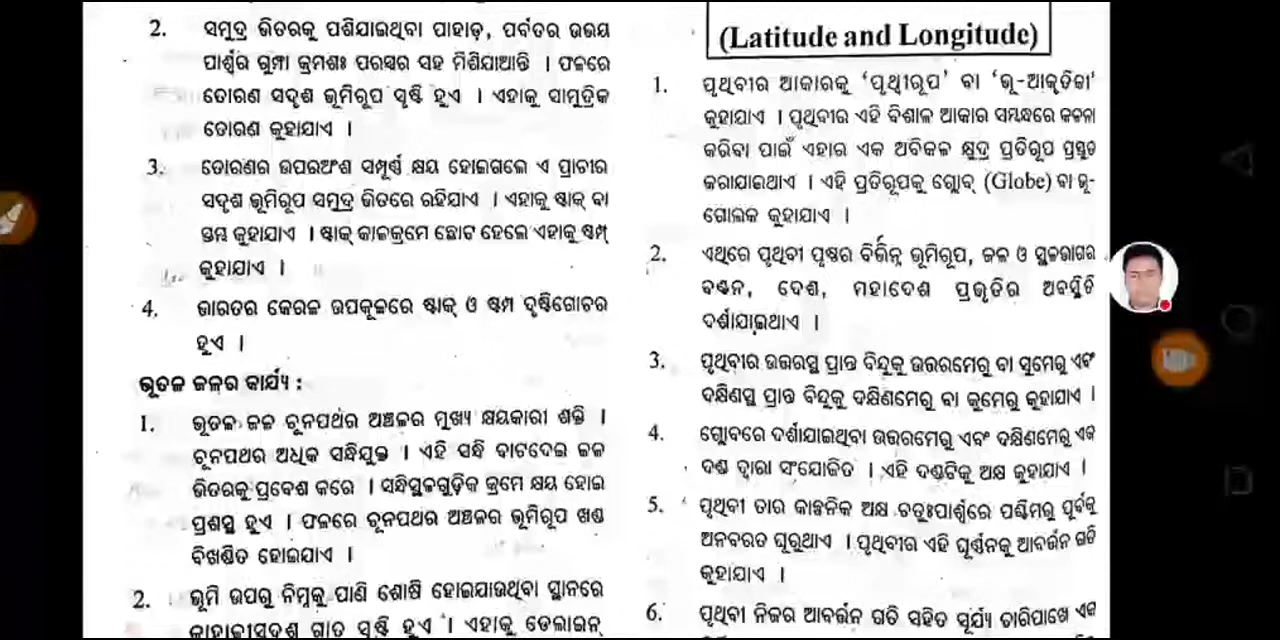 2. ସମୁଦ୍ର ଭିତରକୁ ପଶିଯାଇଥିବା ପାହାଡ଼, ପର୍ବତର ଉଭୟ
ପାର୍ଶ୍ୱର ଗୁମ୍ଫା କ୍ରମଶଃ ପରସ୍ପର ସହ ମିଶିଯାଆନ୍ତି । ଫଳରେ
ତୋରଣ ସଦୃଶ ଭୂମିରୂପ ସୃଷ୍ଟି ହୁଏ । ଏହାକୁ ସାମୁଦ୍ରିକ
ତୋରଣ କୁହାଯାଏ ।
3. ତୋରଣର ଉପରଅଂଶ ସମ୍ପୂର୍ଣ୍ଣ କ୍ଷୟ ହୋଇଗଲେ ଏ ପ୍ରାଚୀର
ସଦୃଶ ଭୂମିରୂପ ସମୁଦ୍ର ଭିତରେ ରହିଯାଏ । ଏହାକୁ ଷ୍ଟାକ୍ ବା
ସ୍ତମ୍ଭ କୁହାଯାଏ । ଷ୍ଟାକ୍ କାଳକ୍ରମେ ଛୋଟ ହେଲେ ଏହାକୁ ଷ୍ଟମ୍ପ
କୁହାଯାଏ ।
4. ଭାରତର କେରଳ ଉପକୂଳରେ ଷ୍ଟାକ୍ ଓ ଷ୍ଟମ୍ପ ଦୃଷ୍ଟିଗୋଚର
ହୁଏ ।
ଭୂତଳ ଜଳର କାର୍ଯ୍ୟ :
1. ଭୂତଳ ଜଳ ଚୂନପଥର ଅଞ୍ଚଳର ମୁଖ୍ୟ କ୍ଷୟକାରୀ ଶକ୍ତି ।
ଚୂନପଥର ଅଧିକ ସନ୍ଧିଯୁକ୍ତ । ଏହି ସନ୍ଧି ବାଟଦେଇ ଜଳ
ଭିତରକୁ ପ୍ରବେଶ କରେ । ସନ୍ଧିସ୍ଥଳଗୁଡ଼ିକ କ୍ରମେ କ୍ଷୟ ହୋଇ
ପ୍ରଶସ୍ତ ହୁଏ । ଫଳରେ ଚୂନପଥର ଅଞ୍ଚଳର ଭୂମିରୂପ ଖଣ୍ଡ
ବିଖଣ୍ଡିତ ହୋଇଯାଏ ।
2. ଭୂମି ଉପରୁ ନିମ୍ନକୁ ପାଣି ଶୋଷି ହୋଇଯାଉଥିବା ସ୍ଥାନରେ
କାହାଳୀସଦୃଶ ଗାତ ସୃଷ୍ଟି ହୁଏ । ଏହାକୁ ଡୋଲାଇନ୍
(Latitude and Longitude)
1. ପୃଥିବୀର ଆକାରକୁ ‘ପୃଥ୍ୱୀରୂପ’ ବା ‘ଭୂ-ଆକୃତିକୀ’
କୁହାଯାଏ । ପୃଥିବୀର ଏହି ବିଶାଳ ଆକାର ସମ୍ବନ୍ଧରେ କଳନା
କରିବା ପାଇଁ ଏହାର ଏକ ଅବିକଳ କ୍ଷୁଦ୍ର ପ୍ରତିରୂପ ପ୍ରସ୍ତୁତ
କରାଯାଇଥାଏ । ଏହି ପ୍ରତିରୂପକୁ ଗ୍ଲୋବ୍ (Globe) ବା ଭୂ-
ଗୋଲକ କୁହାଯାଏ ।
2. ଏଥିରେ ପୃଥିବୀ ପୃଷ୍ଠର ବିଭିନ୍ନ ଭୂମିରୂପ, ଜଳ ଓ ସ୍ଥଳଭାଗର
ବଣ୍ଟନ, ଦେଶ, ମହାଦେଶ ପ୍ରଭୃତିର ଅବସ୍ଥିତି
ଦର୍ଶାଯାଇଥାଏ ।
3. ପୃଥିବୀର ଉତ୍ତରସ୍ଥ ପ୍ରାନ୍ତ ବିନ୍ଦୁକୁ ଉତ୍ତରମେରୁ ବା ସୁମେରୁ ଏବଂ
ଦକ୍ଷିଣସ୍ଥ ପ୍ରାନ୍ତ ବିନ୍ଦୁକୁ ଦକ୍ଷିଣମେରୁ ବା କୁମେରୁ କୁହାଯାଏ ।
4. ଗ୍ଲୋବରେ ଦର୍ଶାଯାଇଥିବା ଉତ୍ତରମେରୁ ଏବଂ ଦକ୍ଷିଣମେରୁ ଏକ
ଦଣ୍ଡ ଦ୍ୱାରା ସଂଯୋଜିତ । ଏହି ଦଣ୍ଡଟିକୁ ଅକ୍ଷ କୁହାଯାଏ ।
5. ପୃଥିବୀ ତାର କାଳ୍ପନିକ ଅକ୍ଷ ଚତୁଃପାର୍ଶ୍ୱରେ ପଶ୍ଚିମରୁ ପୂର୍ବକୁ
ଅନବରତ ଘୂରୁଥାଏ । ପୃଥିବୀର ଏହି ଘୂର୍ଣ୍ଣନକୁ ଆବର୍ତ୍ତନ ଗତି
କୁହାଯାଏ ।
6. ପୃଥିବୀ ନିଜର ଆବର୍ତ୍ତନ ଗତି ସହିତ ସୂର୍ଯ୍ୟ ଚାରିପାଖେ ଏକ